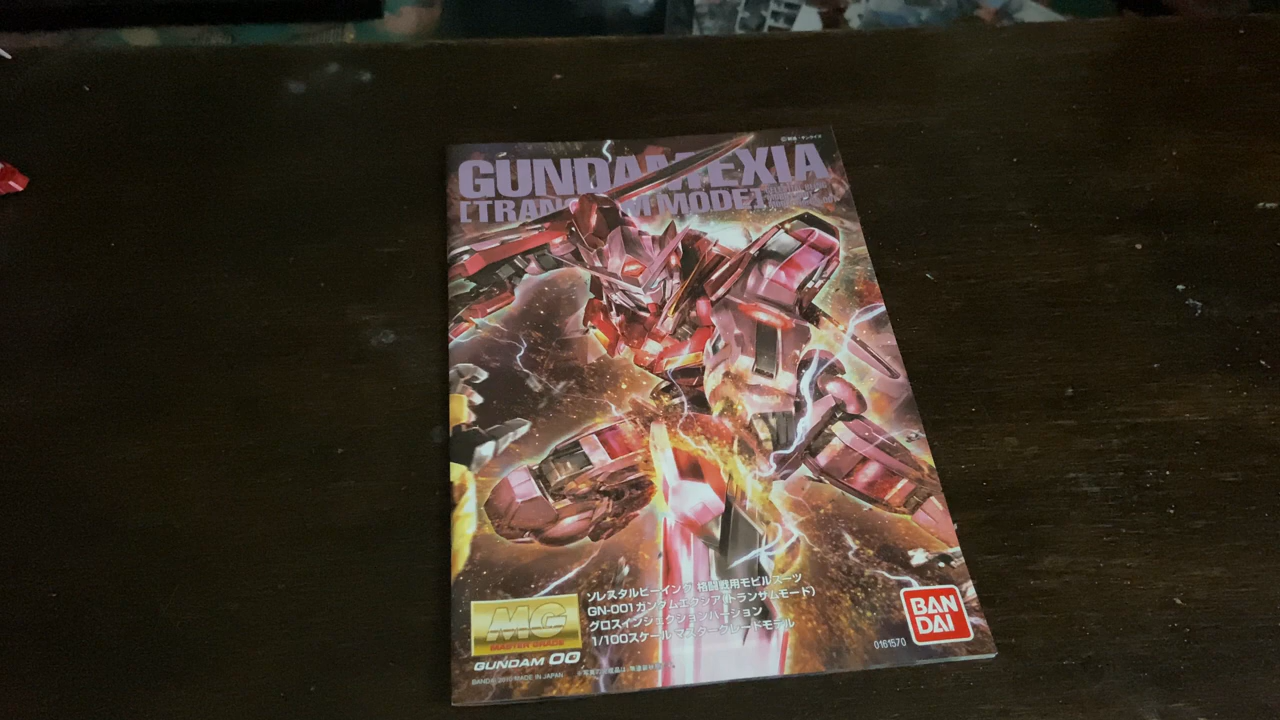 GUNDAM EXIA
[TRANS-AM MODE]
ソレスタルビーイング 格闘戦用モビルスーツ
GN-001 ガンダムエクシア(トランサムモード)
グロスインジェクションバージョン
1/100スケール マスターグレードモデル
MG
MASTER GRADE
GUNDAM 00
BANDAI 2010 MADE IN JAPAN
0161570
BAN
DAI